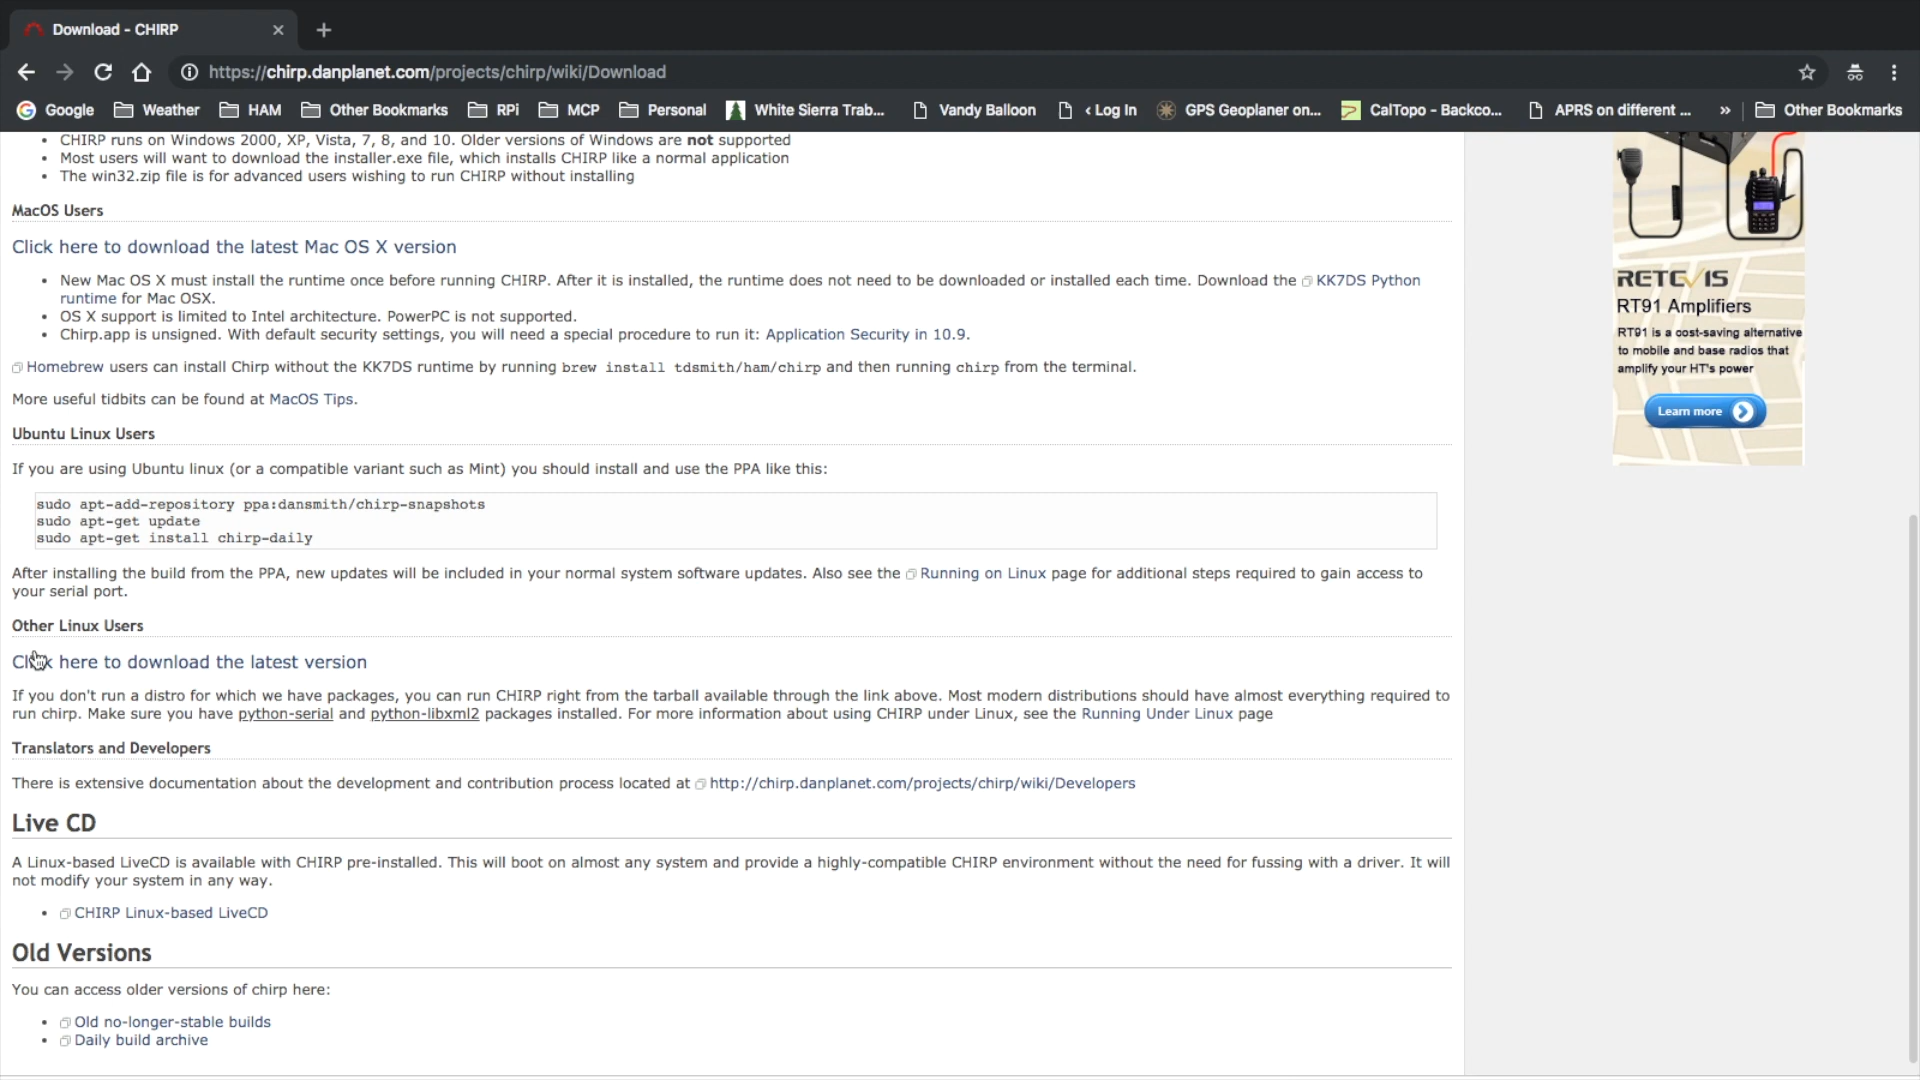 Download - CHIRP
https://chirp.danplanet.com/projects/chirp/wiki/Download
Google Weather HAM Other Bookmarks RPi MCP Personal White Sierra Trab... Vandy Balloon ‹ Log In GPS Geoplaner on... CalTopo - Backco... APRS on different ... » Other Bookmarks
• CHIRP runs on Windows 2000, XP, Vista, 7, 8, and 10. Older versions of Windows are not supported
• Most users will want to download the installer.exe file, which installs CHIRP like a normal application
• The win32.zip file is for advanced users wishing to run CHIRP without installing
MacOS Users
Click here to download the latest Mac OS X version
• New Mac OS X must install the runtime once before running CHIRP. After it is installed, the runtime does not need to be downloaded or installed each time. Download the KK7DS Python
runtime for Mac OSX.
• OS X support is limited to Intel architecture. PowerPC is not supported.
• Chirp.app is unsigned. With default security settings, you will need a special procedure to run it: Application Security in 10.9.
Homebrew users can install Chirp without the KK7DS runtime by running brew install tdsmith/ham/chirp and then running chirp from the terminal.
More useful tidbits can be found at MacOS Tips.
Ubuntu Linux Users
If you are using Ubuntu linux (or a compatible variant such as Mint) you should install and use the PPA like this:
sudo apt-add-repository ppa:dansmith/chirp-snapshots
sudo apt-get update
sudo apt-get install chirp-daily
After installing the build from the PPA, new updates will be included in your normal system software updates. Also see the Running on Linux page for additional steps required to gain access to
your serial port.
Other Linux Users
Click here to download the latest version
If you don't run a distro for which we have packages, you can run CHIRP right from the tarball available through the link above. Most modern distributions should have almost everything required to
run chirp. Make sure you have python-serial and python-libxml2 packages installed. For more information about using CHIRP under Linux, see the Running Under Linux page
Translators and Developers
There is extensive documentation about the development and contribution process located at http://chirp.danplanet.com/projects/chirp/wiki/Developers
Live CD
A Linux-based LiveCD is available with CHIRP pre-installed. This will boot on almost any system and provide a highly-compatible CHIRP environment without the need for fussing with a driver. It will
not modify your system in any way.
• CHIRP Linux-based LiveCD
Old Versions
You can access older versions of chirp here:
• Old no-longer-stable builds
• Daily build archive
RETEVIS
RT91 Amplifiers
RT91 is a cost-saving alternative
to mobile and base radios that
amplify your HT's power
Learn more